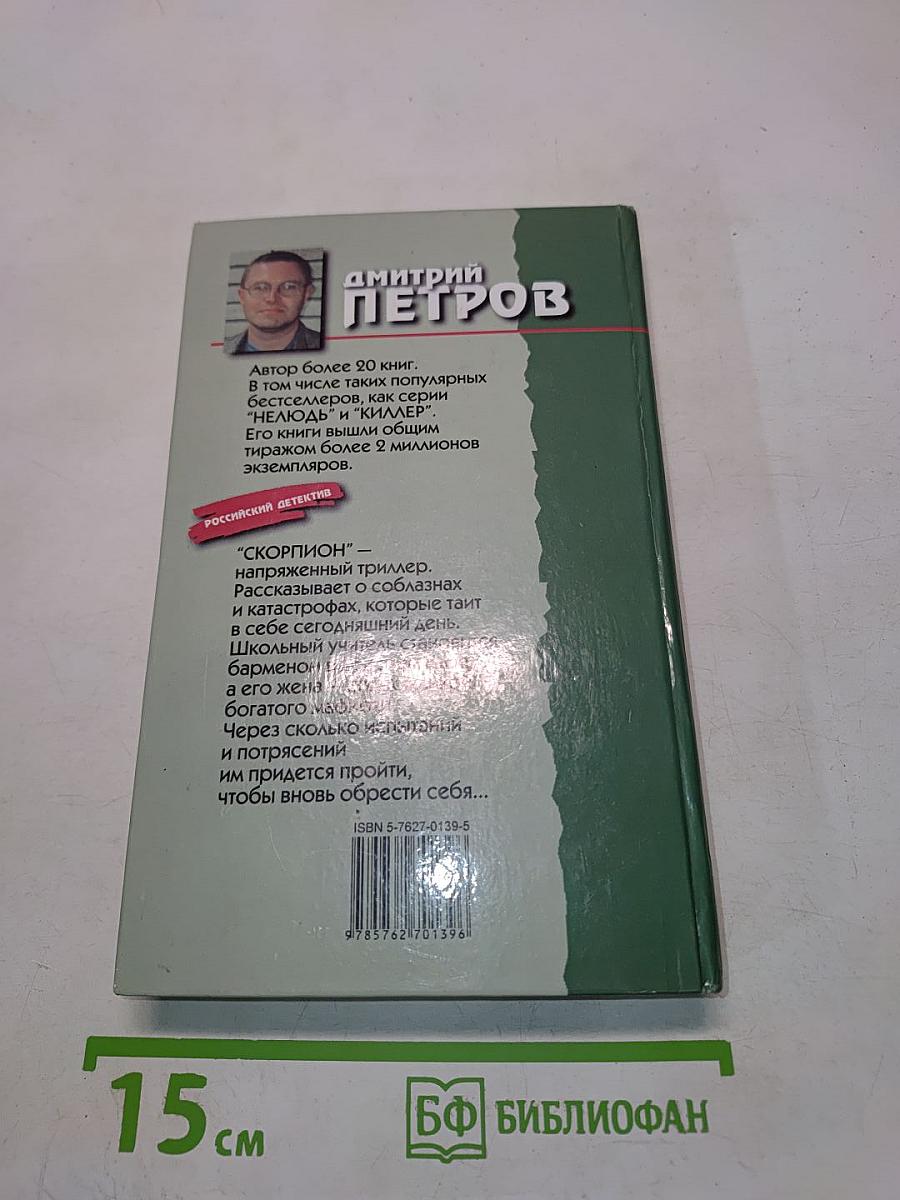 ДМИТРИЙ
ПЕТРОВ
Автор более 20 книг.
В том числе таких популярных
бестселлеров, как серии
"НЕЛЮДЬ" и "КИЛЛЕР".
Его книги вышли общим
тиражом более 2 миллионов
экземпляров.
РОССИЙСКИЙ ДЕТЕКТИВ
"СКОРПИОН" —
напряженный триллер.
Рассказывает о соблазнах
и катастрофах, которые таит
в себе сегодняшний день.
Школьный учитель становится
барменом
а его жена
богатого
Через сколько испытаний
и потрясений
им придется пройти,
чтобы вновь обрести себя...
ISBN 5-7627-0139-5
9785762701396
15 см
БФ БИБЛИОФАН